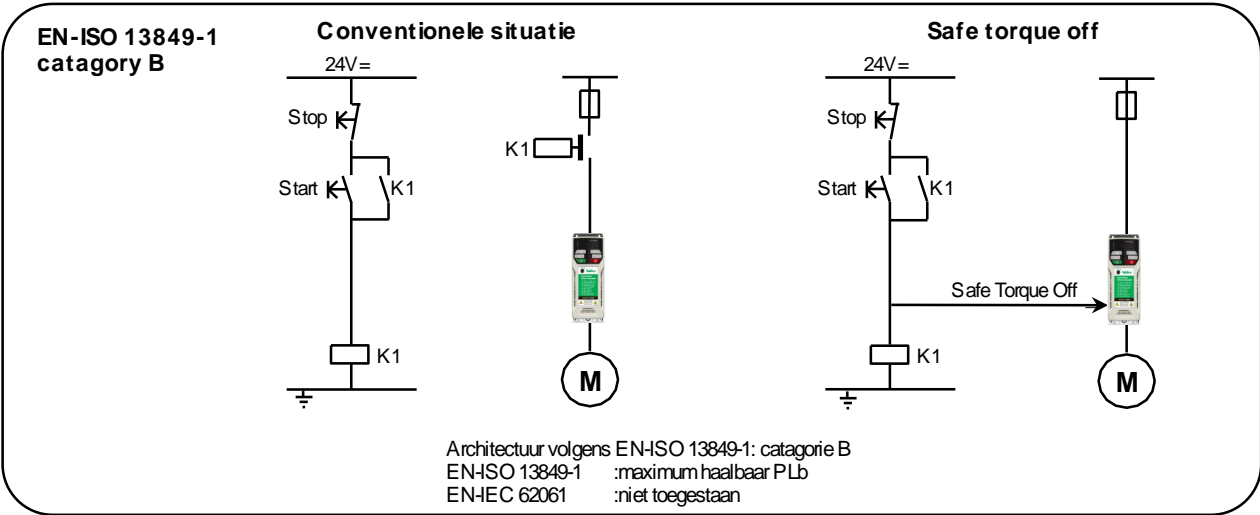 EN-ISO 13849-1
catagory B
Conventionele situatie
24V=
Stop
Start
K1
K1
K1
M
Safe torque off
24V=
Stop
Start
K1
Safe Torque Off
K1
M
Architectuur volgens EN-ISO 13849-1: catagorie B
EN-ISO 13849-1 :maximum haalbaar PLb
EN-IEC 62061 :niet toegestaan